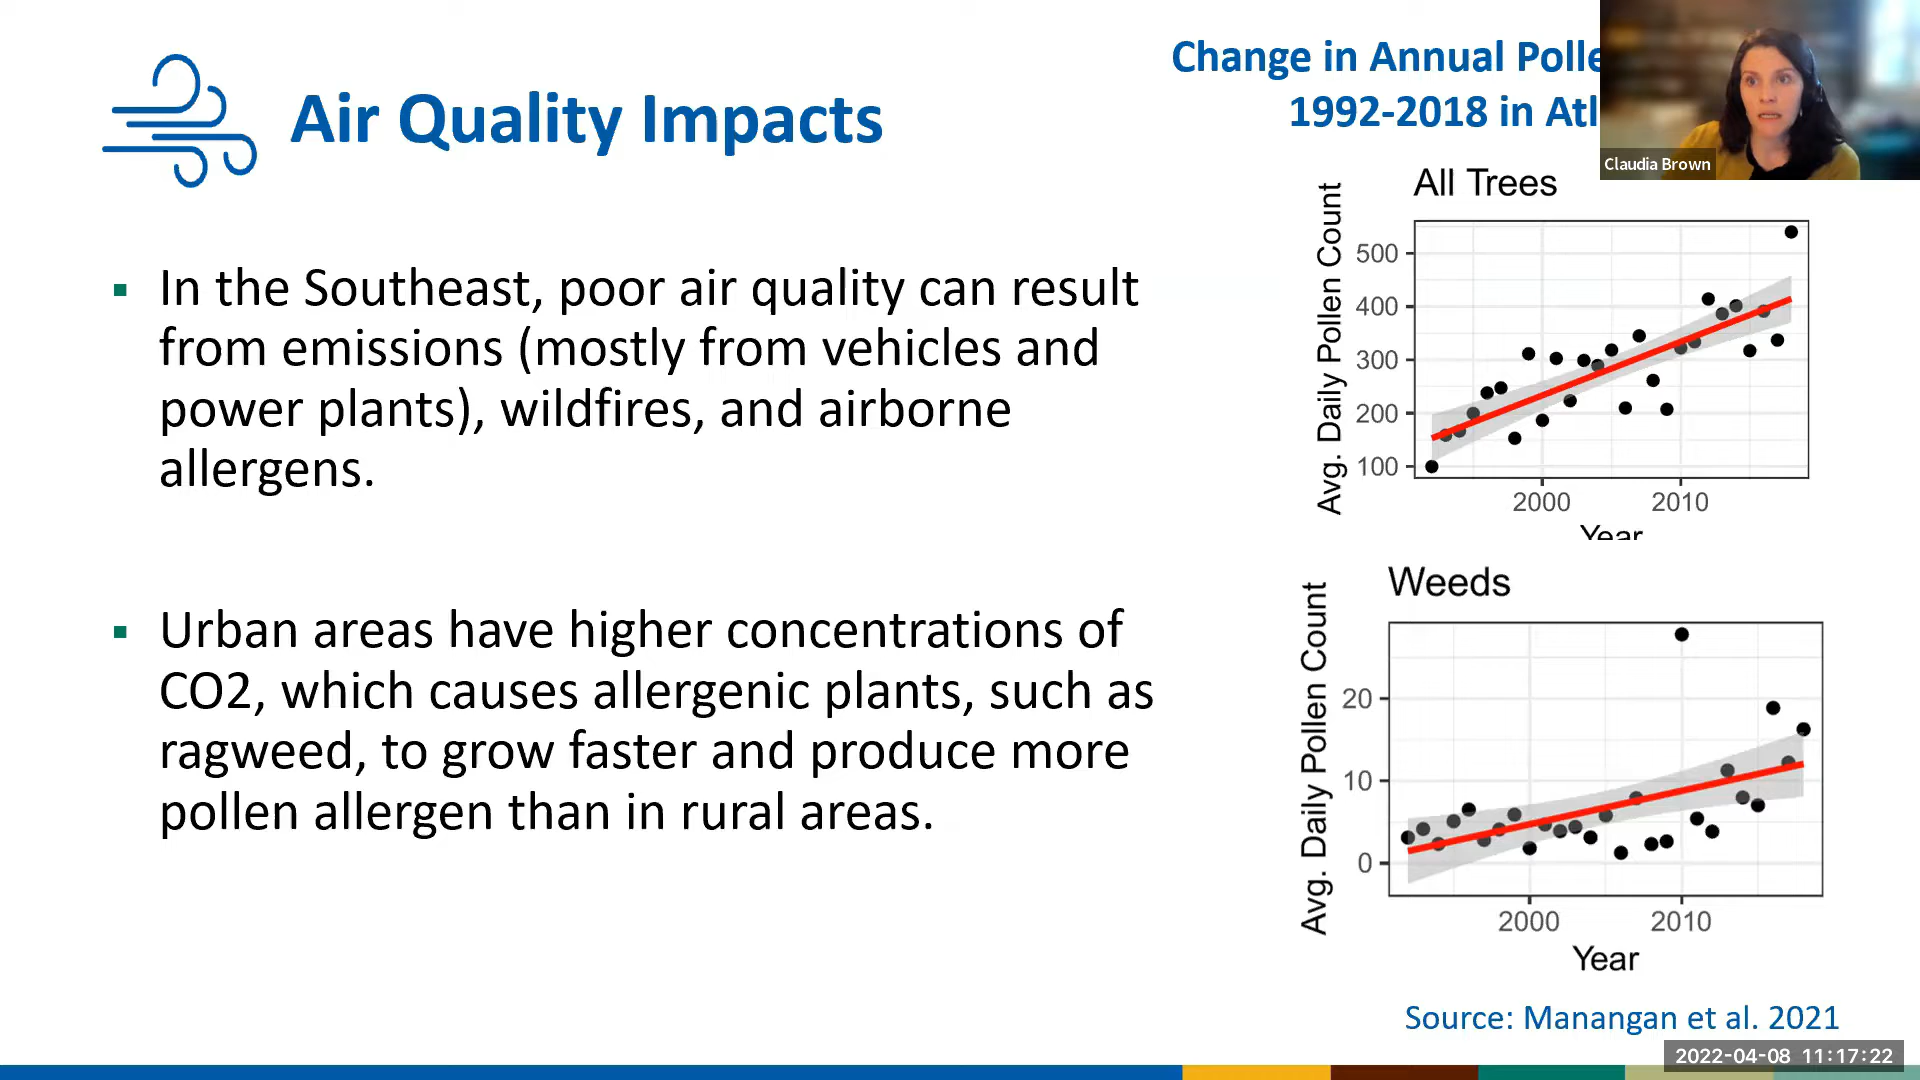 Air Quality Impacts
▪ In the Southeast, poor air quality can result
from emissions (mostly from vehicles and
power plants), wildfires, and airborne
allergens.
▪ Urban areas have higher concentrations of
CO2, which causes allergenic plants, such as
ragweed, to grow faster and produce more
pollen allergen than in rural areas.
Change in Annual Polle
1992-2018 in Atl
Claudia Brown
All Trees
Avg. Daily Pollen Count
500
400
300
200
100
2000 2010
Year
Weeds
Avg. Daily Pollen Count
20
10
0
2000 2010
Year
Source: Manangan et al. 2021
2022-04-08 11:17:22